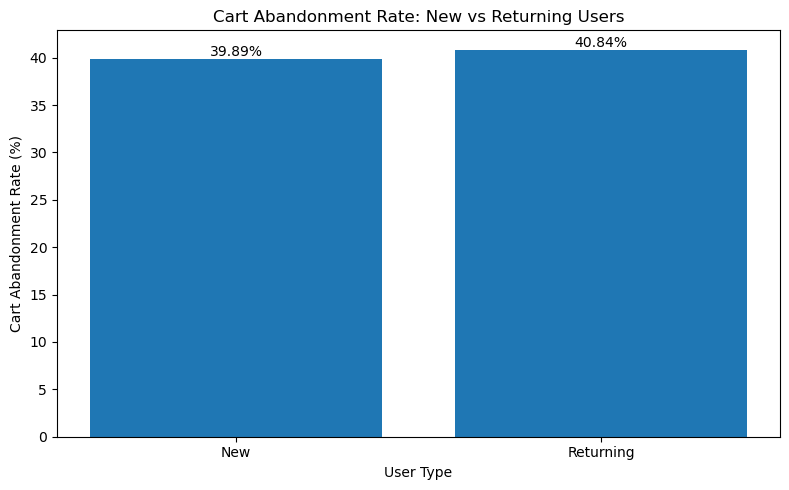 Cart Abandonment Rate: New vs Returning Users
Cart Abandonment Rate (%)
40
35
30
25
20
15
10
5
0
39.89%
40.84%
New
Returning
User Type